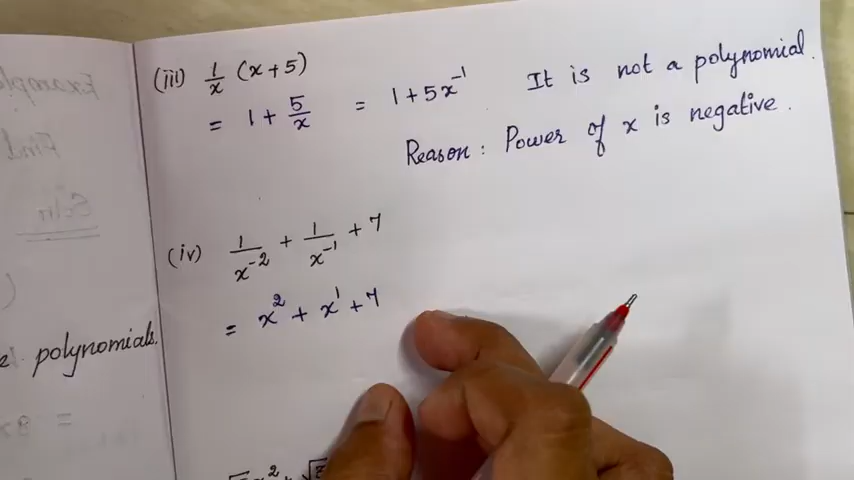 (iii) 1/x (x+5)
= 1 + 5/x = 1 + 5x⁻¹ It is not a polynomial.
Reason : Power of x is negative.
(iv) 1/x⁻² + 1/x⁻¹ + 7
= x² + x¹ + 7
polynomials.